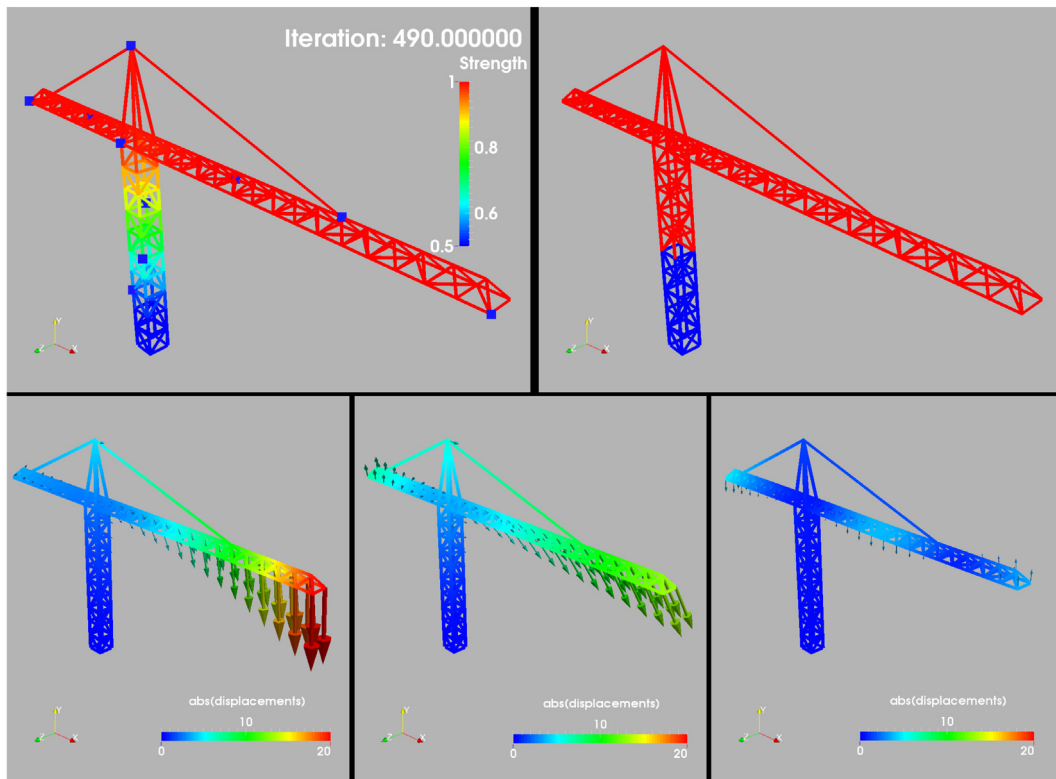 Iteration: 490.000000
Strength
1
0.8
0.6
0.5
Y
Z
X
Y
Z
X
abs(displacements)
10
0
20
Y
Z
X
abs(displacements)
10
0
20
Y
Z
X
abs(displacements)
10
0
20
Y
Z
X